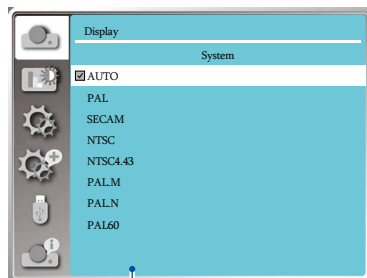 Display
System
AUTO
PAL
SECAM
NTSC
NTSC4.43
PAL.M
PAL.N
PAL60